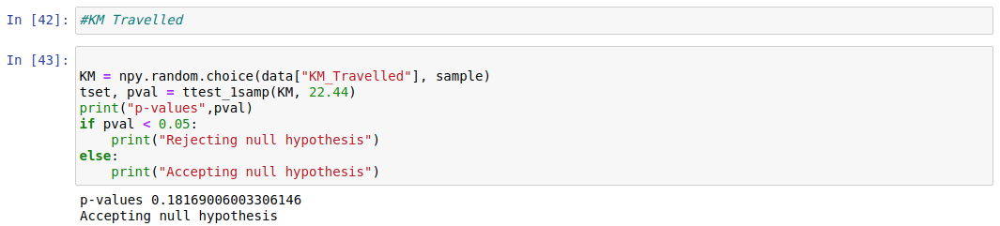 In [42]: #KM Travelled
In [43]:
KM = npy.random.choice(data["KM_Travelled"], sample)
tset, pval = ttest_1samp(KM, 22.44)
print("p-values",pval)
if pval < 0.05:
    print("Rejecting null hypothesis")
else:
    print("Accepting null hypothesis")
p-values 0.18169006003306146
Accepting null hypothesis